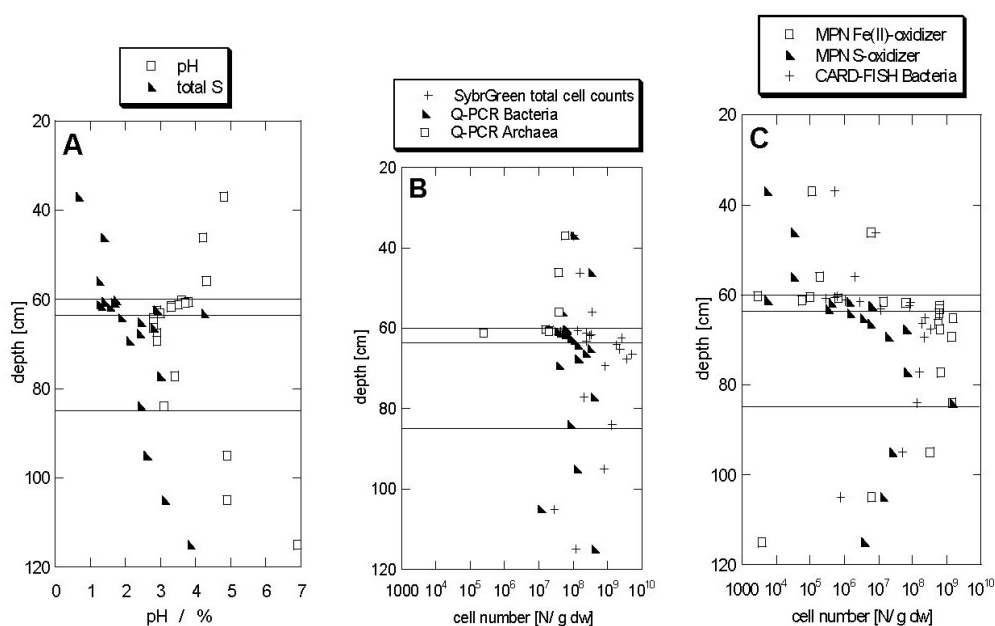 pH
total S
A
20
40
60
80
100
120
depth [cm]
0 1 2 3 4 5 6 7
pH / %
SybrGreen total cell counts
Q-PCR Bacteria
Q-PCR Archaea
B
20
40
60
80
100
120
depth [cm]
1000 10⁴ 10⁵ 10⁶ 10⁷ 10⁸ 10⁹ 10¹⁰
cell number [N/ g dw]
MPN Fe(II)-oxidizer
MPN S-oxidizer
CARD-FISH Bacteria
C
20
40
60
80
100
120
depth [cm]
1000 10⁴ 10⁵ 10⁶ 10⁷ 10⁸ 10⁹ 10¹⁰
cell number [N/ g dw]